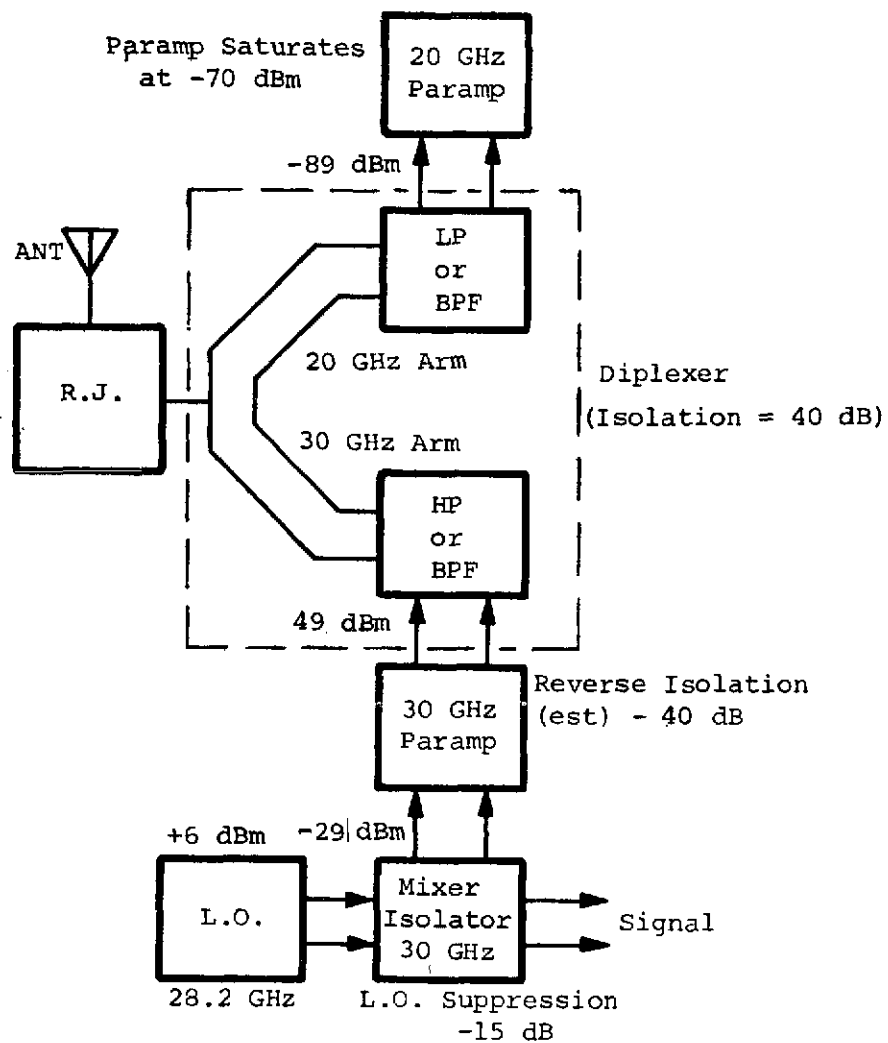 Paramp Saturates
at -70 dBm
20 GHz
Paramp
-89 dBm
LP
or
BPF
ANT
R.J.
20 GHz Arm
30 GHz Arm
Diplexer
(Isolation = 40 dB)
HP
or
BPF
49 dBm
Reverse Isolation
(est) - 40 dB
30 GHz
Paramp
+6 dBm
-29 dBm
L.O.
Mixer
Isolator
30 GHz
Signal
28.2 GHz
L.O. Suppression
-15 dB